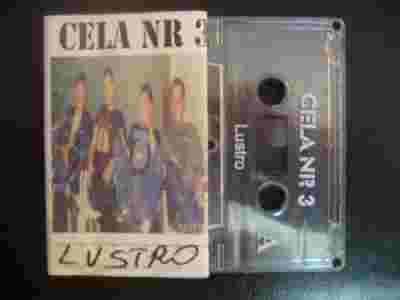 CELA NR 3
LUSTRO
CELA NR 3
Lustro
A